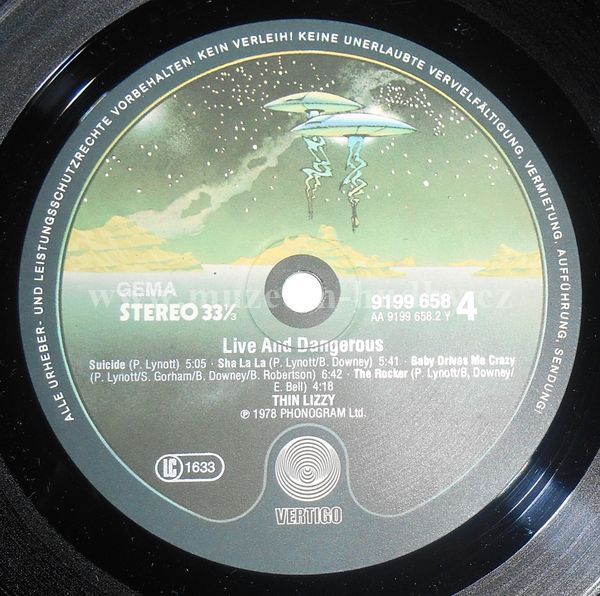 ALLE URHEBER- UND LEISTUNGSSCHUTZRECHTE VORBEHALTEN. KEIN VERLEIH! KEINE UNERLAUBTE VERVIELFÄLTIGUNG, VERMIETUNG, AUFFÜHRUNG, SENDUNG!
GEMA
STEREO 33⅓
9199 658
AA 9199 658.2 Y
4
Live And Dangerous
Suicide (P. Lynott) 5:05 · Sha La La (P. Lynott/B. Downey) 5:41 · Baby Drives Me Crazy
(P. Lynott/S. Gorham/B. Downey/B. Robertson) 6:42 · The Rocker (P. Lynott/B, Downey/
E. Bell) 4:18
THIN LIZZY
℗ 1978 PHONOGRAM Ltd.
LC 1633
VERTIGO